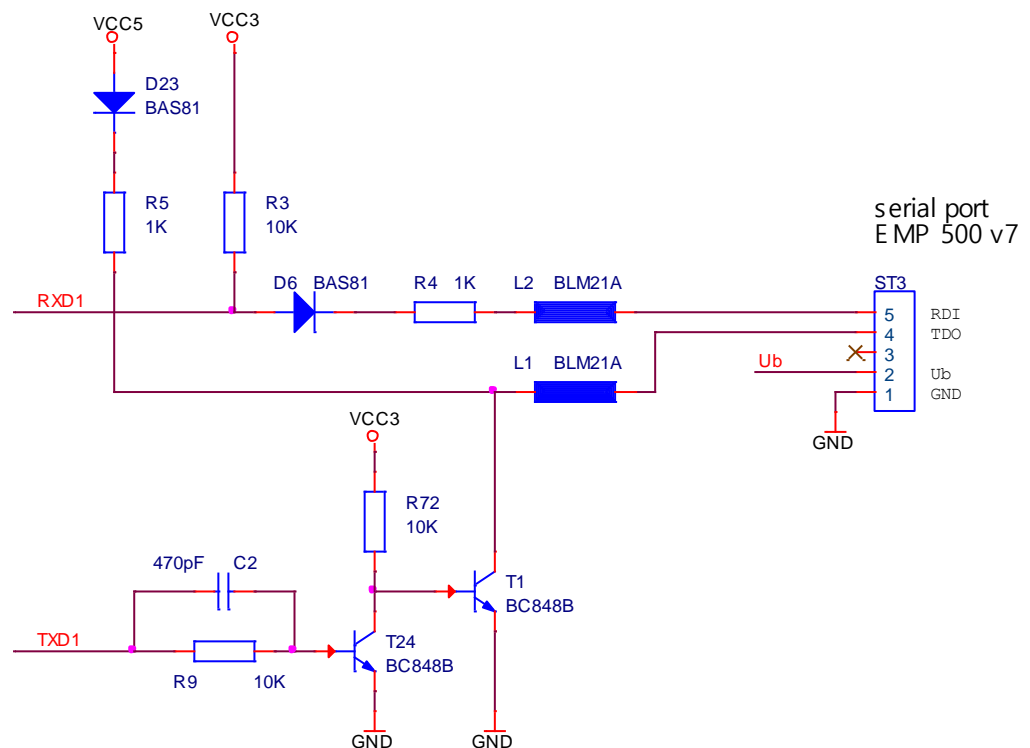 VCC5
VCC3
D23
BAS81
R5
1K
R3
10K
serial port
EMP 500 v7
D6 BAS81
R4 1K
L2 BLM21A
ST3
RXD1
5 RDI
4 TDO
3
Ub
2 Ub
1 GND
L1 BLM21A
GND
VCC3
R72
10K
470pF C2
T1
BC848B
TXD1
T24
BC848B
R9 10K
GND
GND